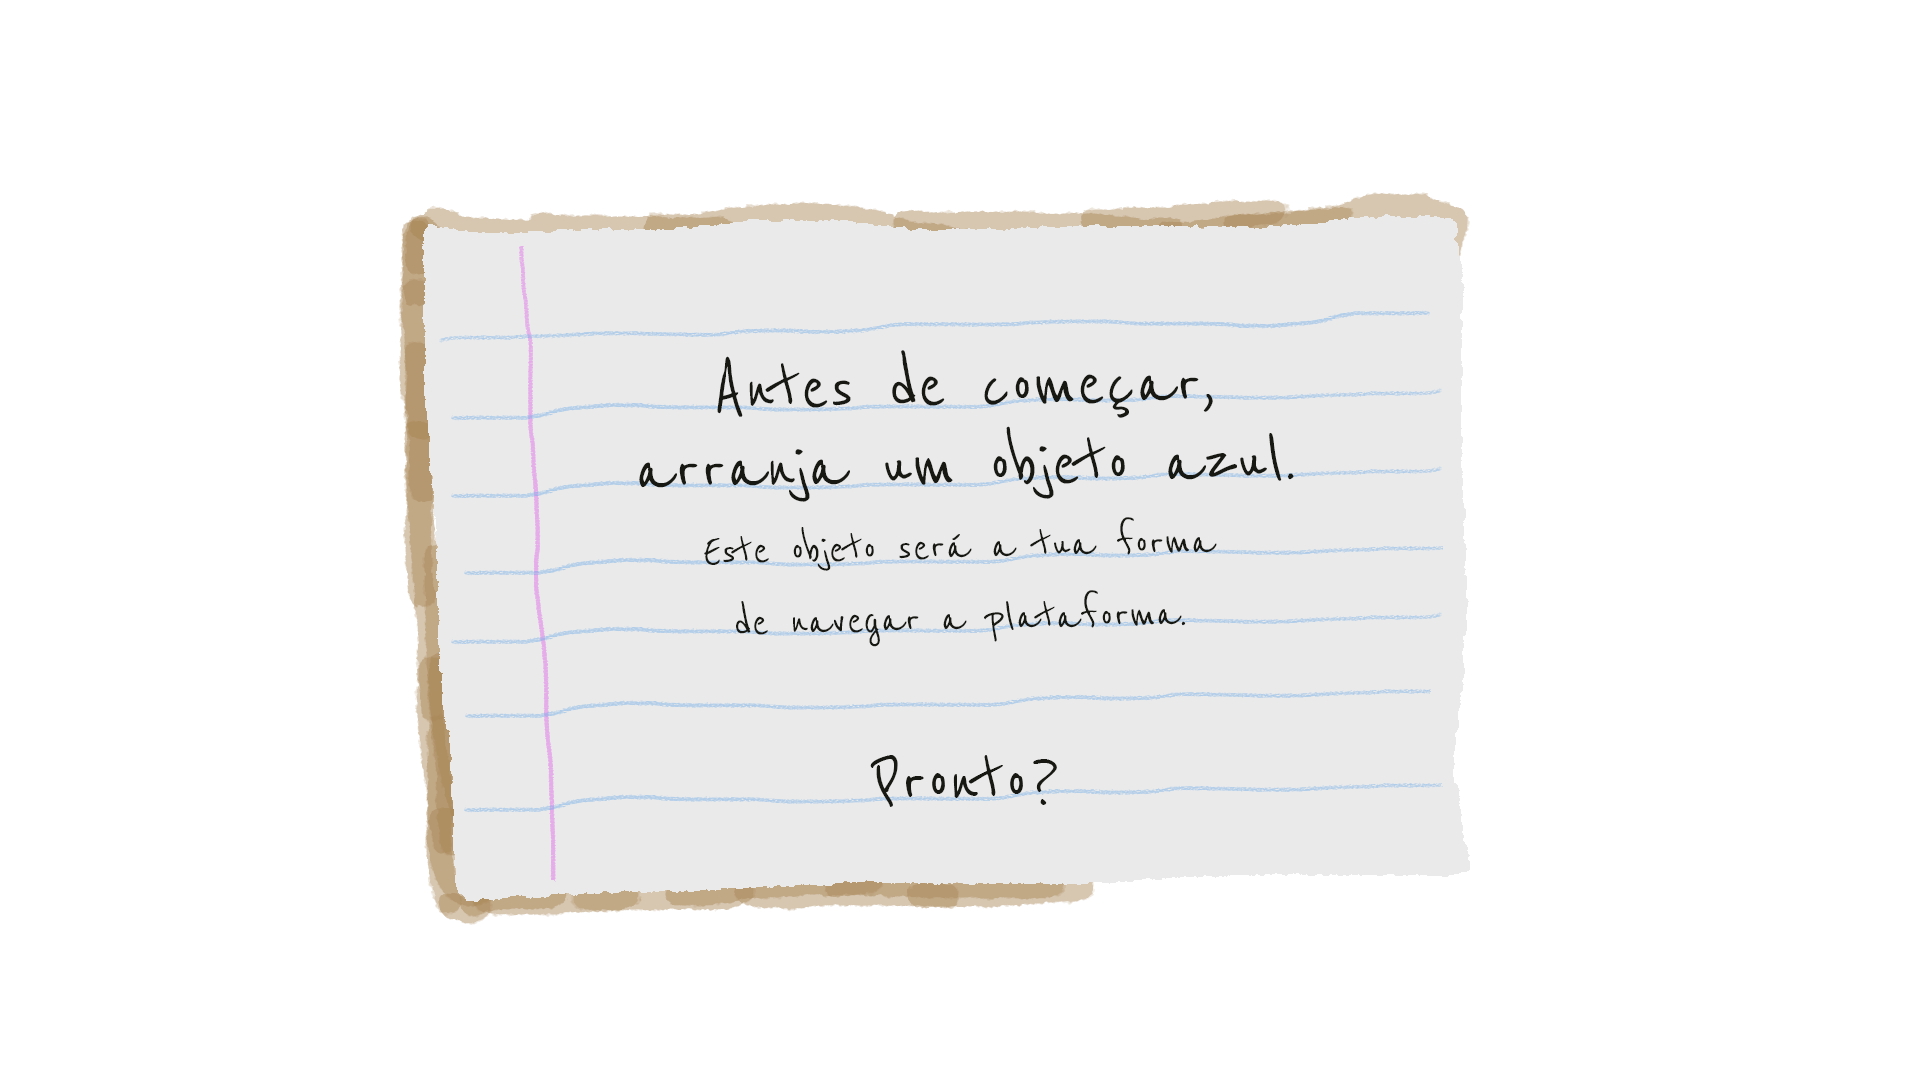 Antes de começar,
arranja um objeto azul.
Este objeto será a tua forma
de navegar a plataforma.
Pronto?